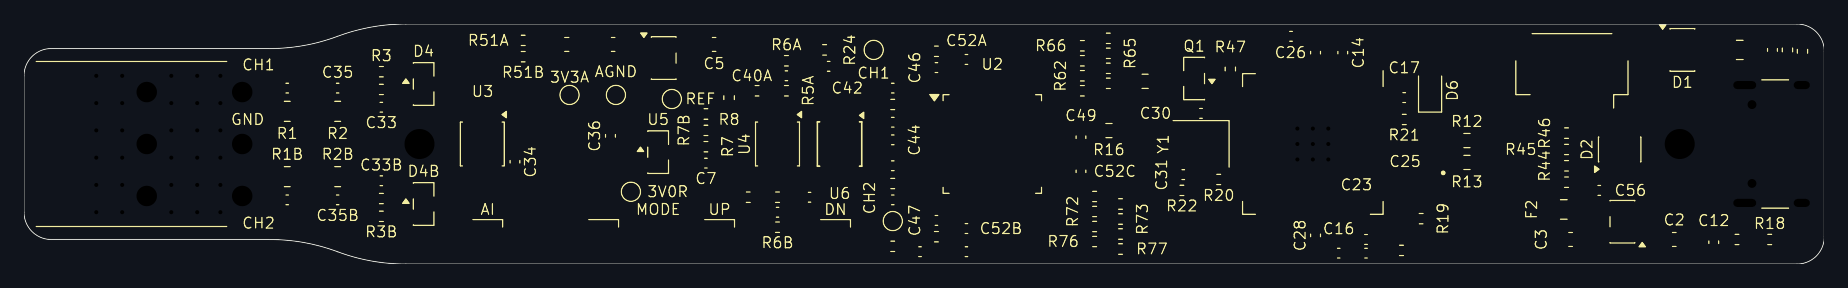 CH1
GND
CH2
R1
R1B
C35
R2
R2B
C35B
R3
C33
C33B
R3B
D4
D4B
U3
AI
R51A
R51B
C34
3V3A
AGND
C36
U5
REF
R7B
3V0R
MODE
C5
R8
R7
U4
C7
UP
C40A
R6A
R5A
R6B
R24
C42
CH1
U6
DN
CH2
C46
C44
C47
C52A
U2
C52B
R66
R62
R65
C49
R16
C52C
R72
R73
R76
R77
Q1
R47
C30
Y1
C31
R22
R20
C26
C14
C28
C16
C23
C17
D6
R21
C25
R12
R13
R19
R45
R46
R44
D2
F2
C3
C56
D1
C2
C12
R18